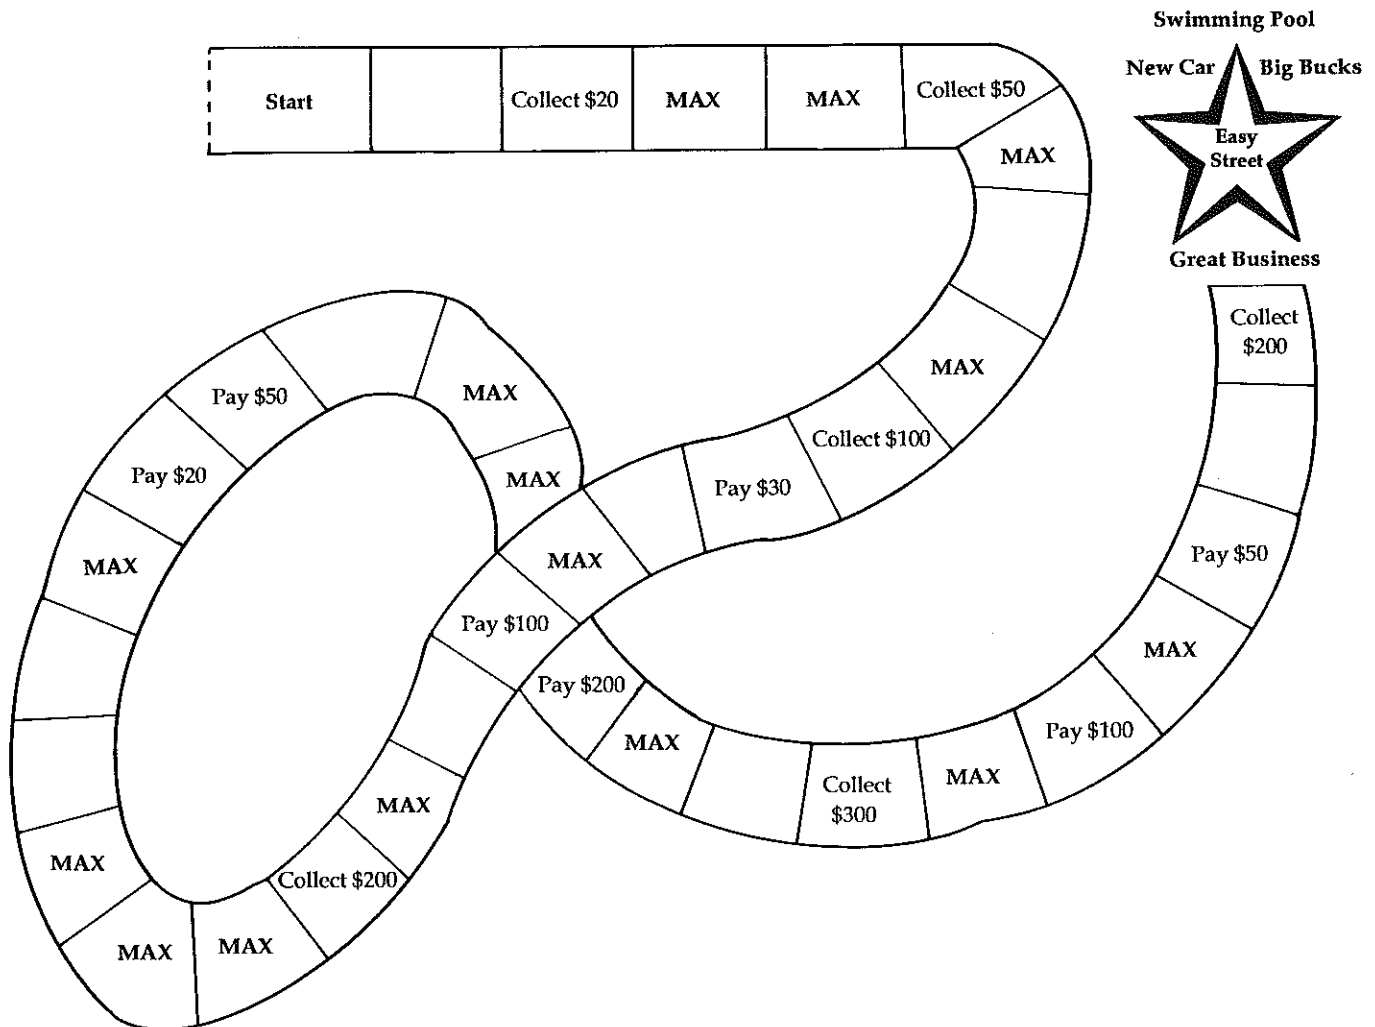 Swimming Pool
New Car
Big Bucks
Easy
Street
Great Business
Start
Collect $20
MAX
MAX
Collect $50
MAX
MAX
Collect $100
Pay $30
MAX
Pay $100
MAX
Collect $200
MAX
MAX
MAX
MAX
Pay $20
Pay $50
MAX
MAX
Pay $200
MAX
Collect
$300
MAX
Pay $100
MAX
Pay $50
Collect
$200